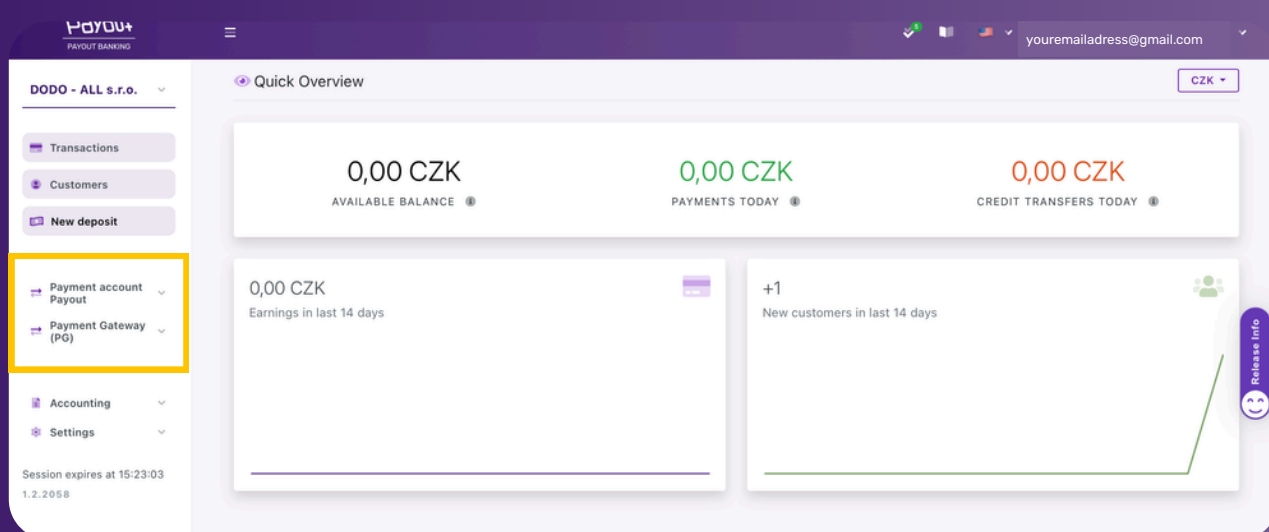 PAYOUT
PAYOUT BANKING
5
youremailadress@gmail.com
DODO - ALL s.r.o.
Quick Overview
CZK
Transactions
Customers
New deposit
0,00 CZK
AVAILABLE BALANCE
0,00 CZK
PAYMENTS TODAY
0,00 CZK
CREDIT TRANSFERS TODAY
Payment account
Payout
Payment Gateway
(PG)
0,00 CZK
Earnings in last 14 days
+1
New customers in last 14 days
Release Info
Accounting
Settings
Session expires at 15:23:03
1.2.2058